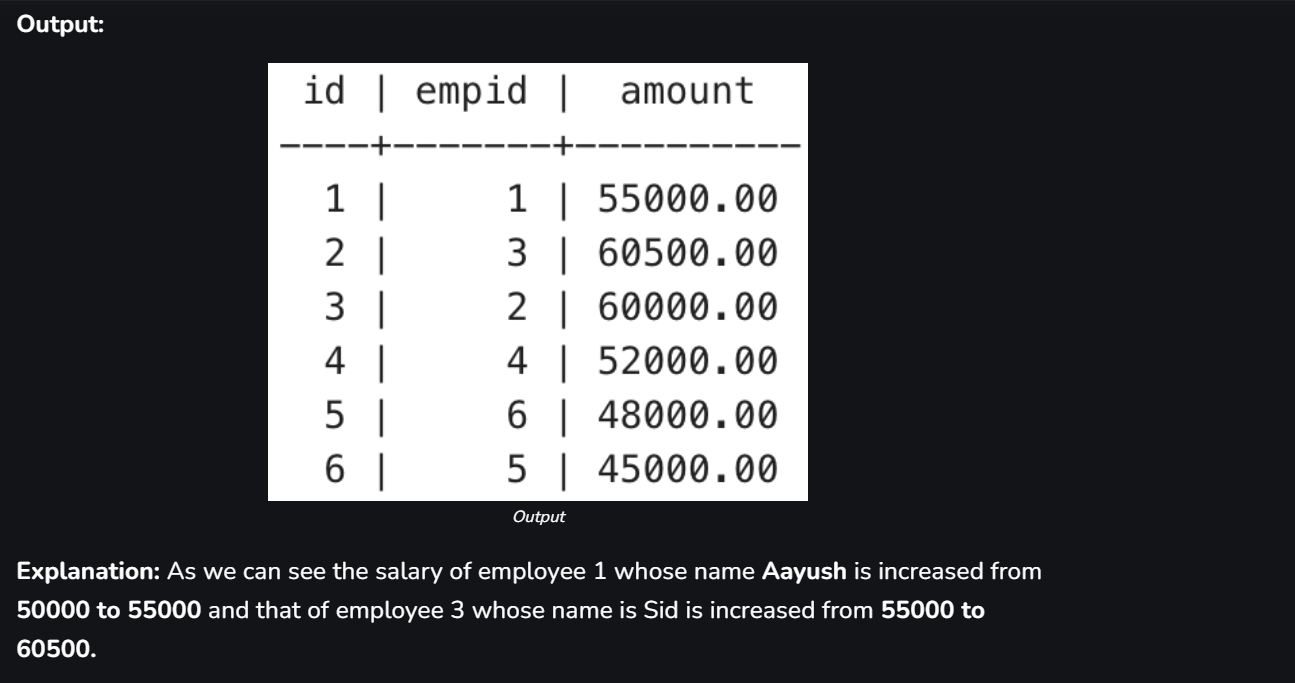 Output:
id | empid | amount
----+-------+----------
1 | 1 | 55000.00
2 | 3 | 60500.00
3 | 2 | 60000.00
4 | 4 | 52000.00
5 | 6 | 48000.00
6 | 5 | 45000.00
Output
Explanation: As we can see the salary of employee 1 whose name Aayush is increased from
50000 to 55000 and that of employee 3 whose name is Sid is increased from 55000 to
60500.